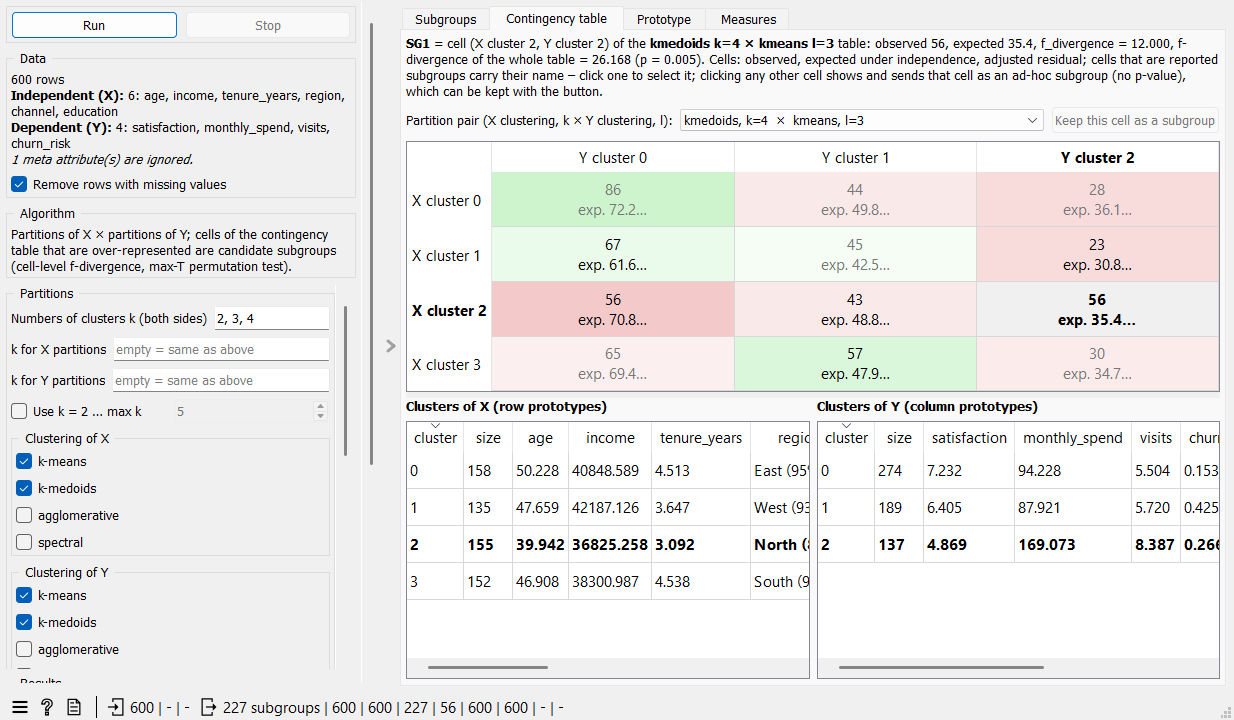 Run
Stop
Data
600 rows
Independent (X): 6: age, income, tenure_years, region,
channel, education
Dependent (Y): 4: satisfaction, monthly_spend, visits,
churn_risk
1 meta attribute(s) are ignored.
Remove rows with missing values
Algorithm
Partitions of X × partitions of Y; cells of the contingency
table that are over-represented are candidate subgroups
(cell-level f-divergence, max-T permutation test).
Partitions
Numbers of clusters k (both sides) 2, 3, 4
k for X partitions empty = same as above
k for Y partitions empty = same as above
Use k = 2 ... max k 5
Clustering of X
k-means
k-medoids
agglomerative
spectral
Clustering of Y
k-means
k-medoids
agglomerative
Subgroups Contingency table Prototype Measures
SG1 = cell (X cluster 2, Y cluster 2) of the kmedoids k=4 × kmeans l=3 table: observed 56, expected 35.4, f_divergence = 12.000, f-
divergence of the whole table = 26.168 (p = 0.005). Cells: observed, expected under independence, adjusted residual; cells that are reported
subgroups carry their name – click one to select it; clicking any other cell shows and sends that cell as an ad-hoc subgroup (no p-value),
which can be kept with the button.
Partition pair (X clustering, k × Y clustering, l): kmedoids, k=4 × kmeans, l=3 Keep this cell as a subgroup
Y cluster 0 Y cluster 1 Y cluster 2
X cluster 0 86 exp. 72.2... 44 exp. 49.8... 28 exp. 36.1...
X cluster 1 67 exp. 61.6... 45 exp. 42.5... 23 exp. 30.8...
X cluster 2 56 exp. 70.8... 43 exp. 48.8... 56 exp. 35.4...
X cluster 3 65 exp. 69.4... 57 exp. 47.9... 30 exp. 34.7...
Clusters of X (row prototypes)
cluster size age income tenure_years
0 158 50.228 40848.589 4.513 East
1 135 47.659 42187.126 3.647 West
2 155 39.942 36825.258 3.092 North
3 152 46.908 38300.987 4.538 South
Clusters of Y (column prototypes)
cluster size satisfaction monthly_spend visits
0 274 7.232 94.228 5.504 0.153
1 189 6.405 87.921 5.720 0.425
2 137 4.869 169.073 8.387 0.266
600 | - | - 227 subgroups | 600 | 600 | 227 | 56 | 600 | 600 | - | -